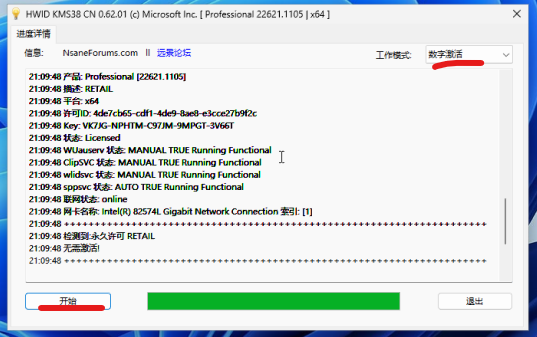 HWID KMS38 CN 0.62.01 (c) Microsoft Inc. [ Professional 22621.1105 | x64 ]
进度详情
信息: NsaneForums.com II 远景论坛 工作模式: 数字激活
21:09:48 产品: Professional [22621.1105]
21:09:48 描述: RETAIL
21:09:48 平台: x64
21:09:48 许可ID: 4de7cb65-cdf1-4de9-8ae8-e3cce27b9f2c
21:09:48 Key: VK7JG-NPHTM-C97JM-9MPGT-3V66T
21:09:48 状态: Licensed
21:09:48 WUauserv 状态: MANUAL TRUE Running Functional
21:09:48 ClipSVC 状态: MANUAL TRUE Running Functional
21:09:48 wlidsvc 状态: MANUAL TRUE Running Functional
21:09:48 sppsvc 状态: AUTO TRUE Running Functional
21:09:48 联网状态: online
21:09:48 网卡名称: Intel(R) 82574L Gigabit Network Connection 索引: [1]
21:09:48 ++++++++++++++++++++++++++++++++++++++++++++++++++++++++
21:09:48 检测到:永久许可 RETAIL
21:09:48 无需激活!
21:09:48 ++++++++++++++++++++++++++++++++++++++++++++++++++++++++
开始 退出